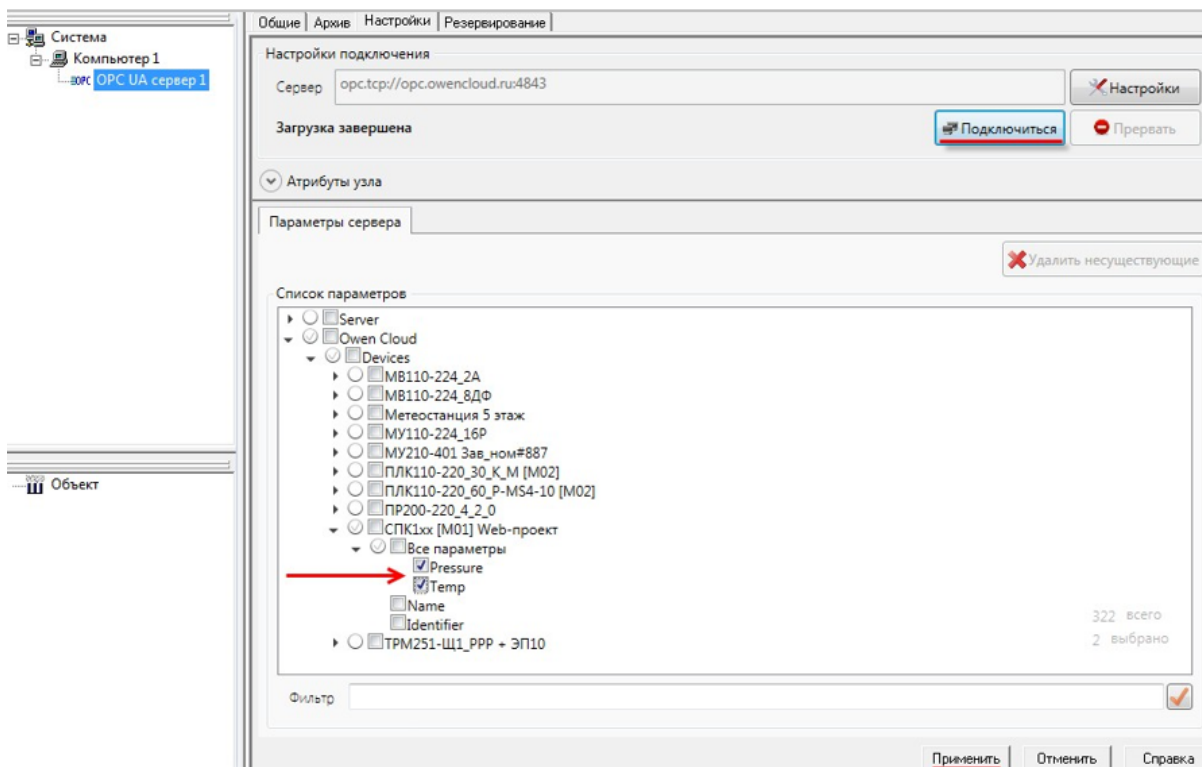 Система
Компьютер 1
OPC UA сервер 1
Объект
Общие Архив Настройки Резервирование
Настройки подключения
Сервер opc.tcp://opc.owencloud.ru:4843 Настройки
Загрузка завершена Подключиться Прервать
Атрибуты узла
Параметры сервера
Удалить несуществующие
Список параметров
Server
Owen Cloud
Devices
МВ110-224_2А
МВ110-224_8ДФ
Метеостанция 5 этаж
МУ110-224_16Р
МУ210-401 Зав_ном#887
ПЛК110-220_30_К_М [M02]
ПЛК110-220_60_Р-MS4-10 [M02]
ПР200-220_4_2_0
СПК1хх [M01] Web-проект
Все параметры
Pressure
Temp
Name
Identifier
ТРМ251-Щ1_РРР + ЭП10
322 всего
2 выбрано
Фильтр
Применить Отменить Справка